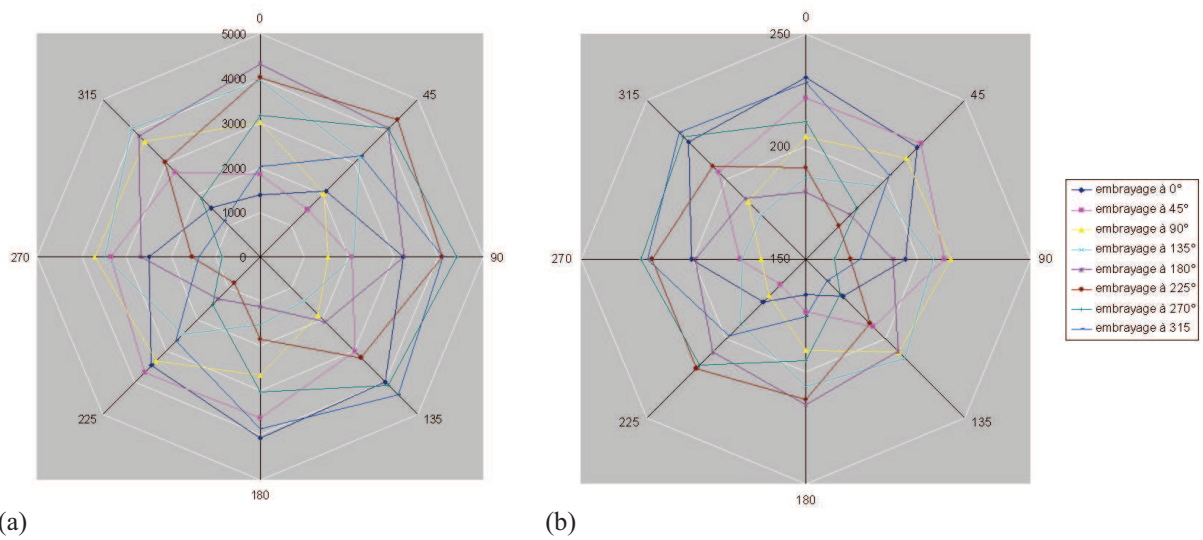 0
5000
4000
3000
2000
1000
0
45
90
135
180
225
270
315
0
250
200
150
45
90
135
180
225
270
315
embrayage à 0°
embrayage à 45°
embrayage à 90°
embrayage à 135°
embrayage à 180°
embrayage à 225°
embrayage à 270°
embrayage à 315
(a)
(b)